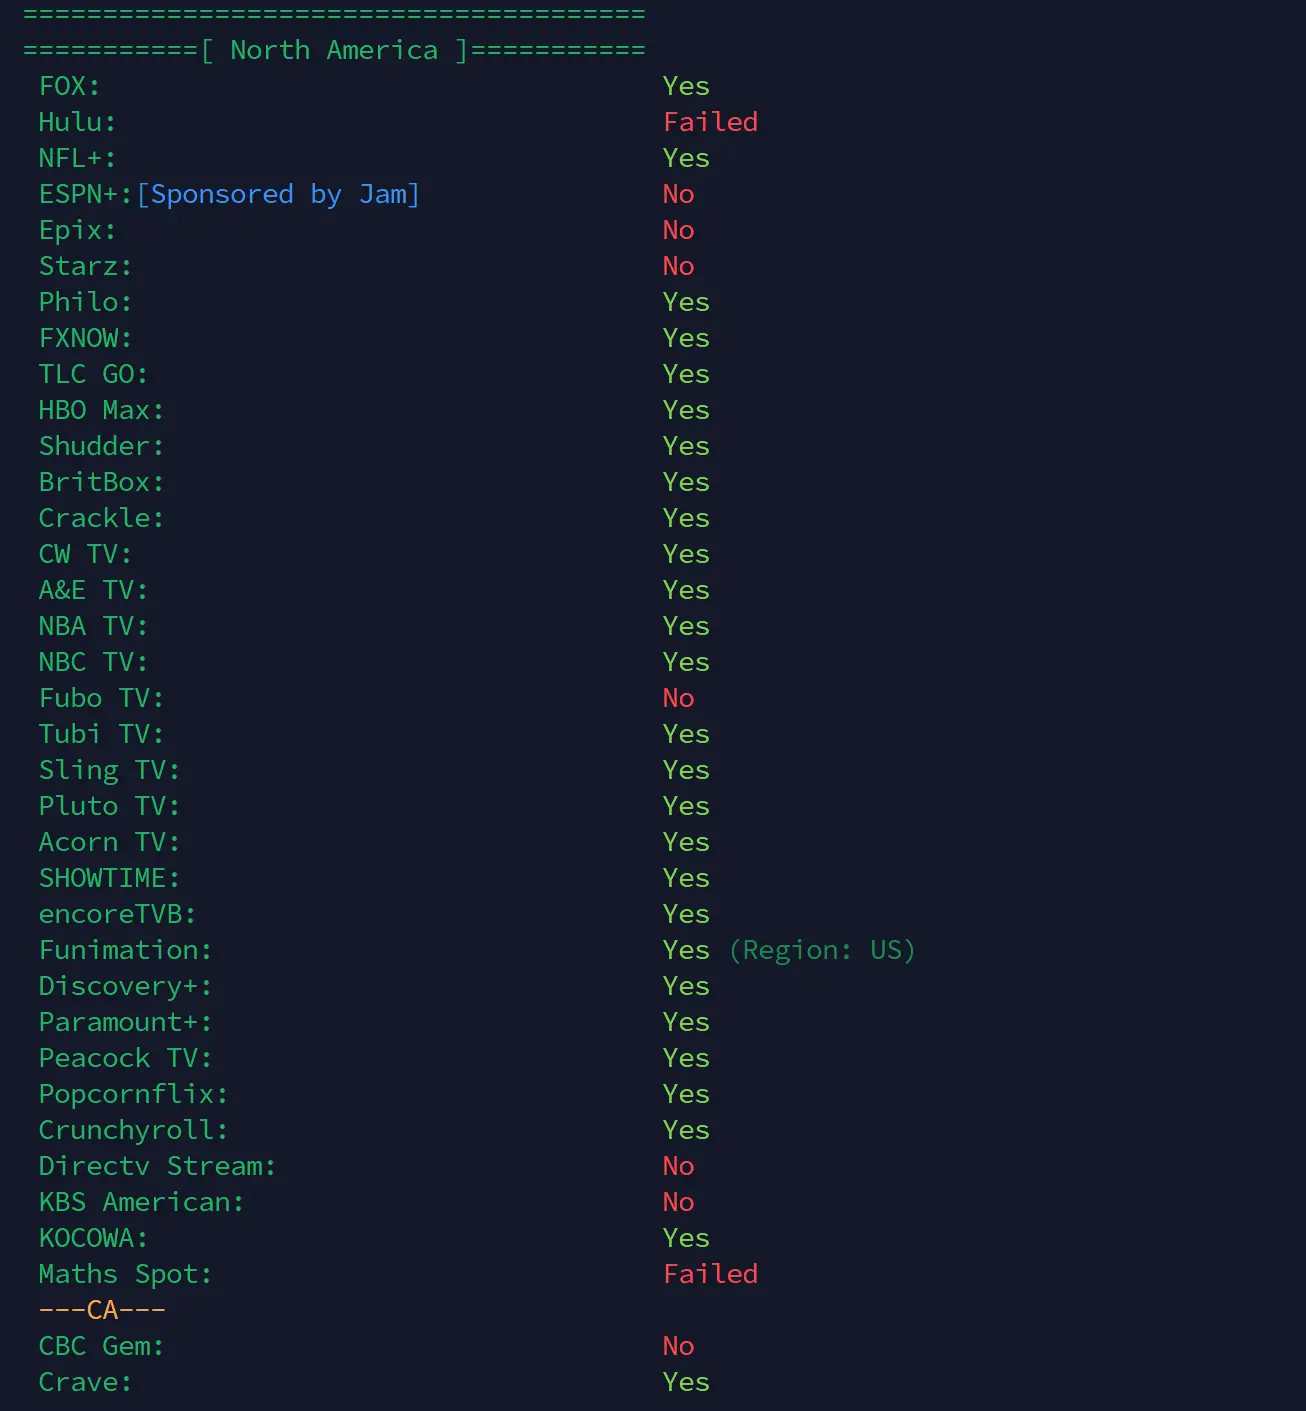 =======================================
===========[ North America ]===========
FOX: Yes
Hulu: Failed
NFL+: Yes
ESPN+:[Sponsored by Jam] No
Epix: No
Starz: No
Philo: Yes
FXNOW: Yes
TLC GO: Yes
HBO Max: Yes
Shudder: Yes
BritBox: Yes
Crackle: Yes
CW TV: Yes
A&E TV: Yes
NBA TV: Yes
NBC TV: Yes
Fubo TV: No
Tubi TV: Yes
Sling TV: Yes
Pluto TV: Yes
Acorn TV: Yes
SHOWTIME: Yes
encoreTVB: Yes
Funimation: Yes (Region: US)
Discovery+: Yes
Paramount+: Yes
Peacock TV: Yes
Popcornflix: Yes
Crunchyroll: Yes
Directv Stream: No
KBS American: No
KOCOWA: Yes
Maths Spot: Failed
---CA---
CBC Gem: No
Crave: Yes